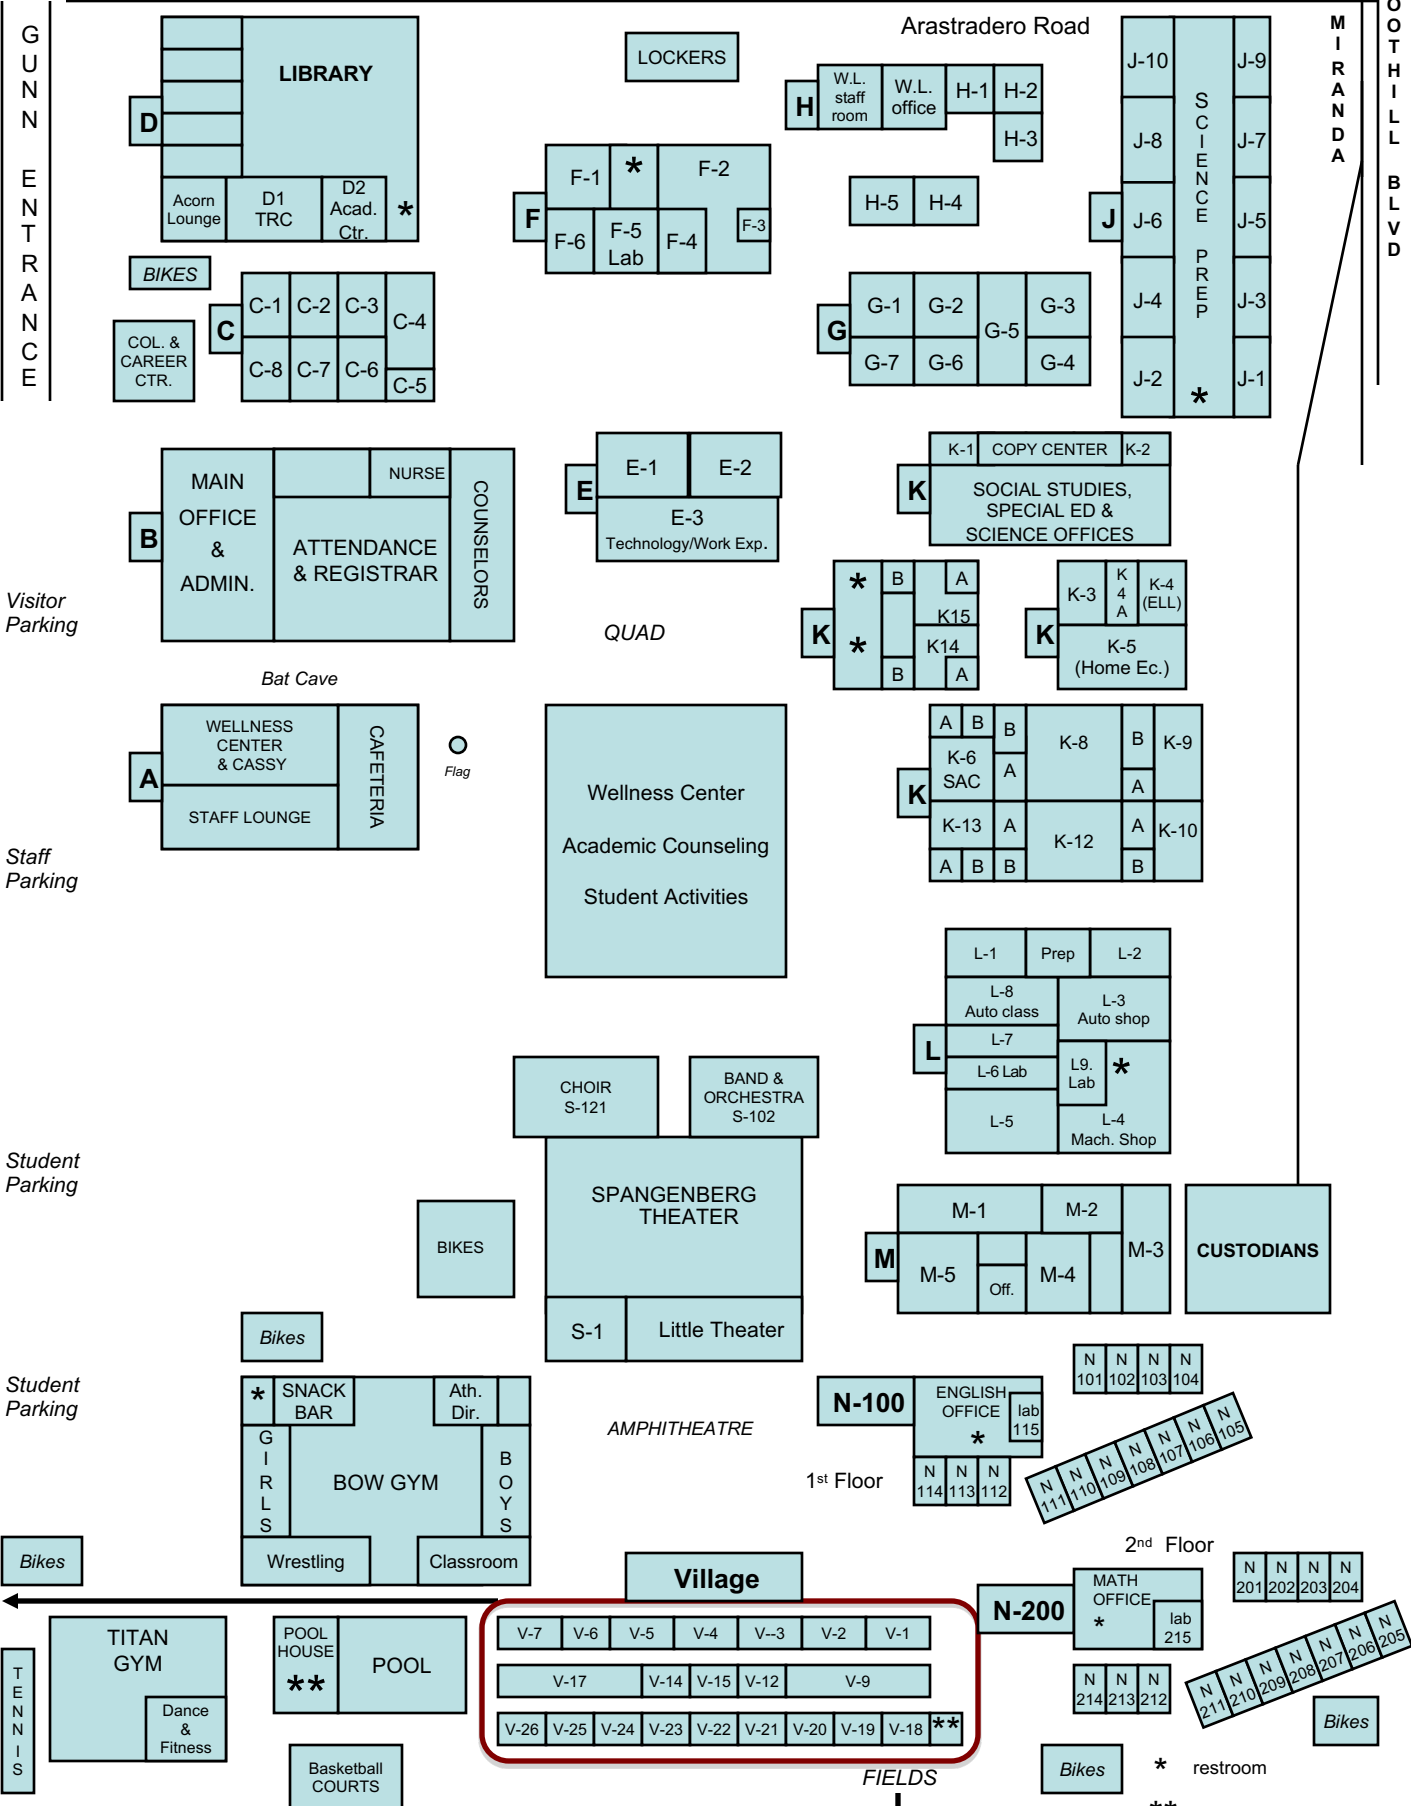 GUNN ENTRANCE
Arastradero Road
MIRANDA
OOTHILL BLVD
LIBRARY
D
Acorn
Lounge
D1
TRC
D2
Acad.
Ctr.
*
BIKES
LOCKERS
F
F-1
*
F-2
F-6
F-5
Lab
F-4
F-3
H
W.L.
staff
room
W.L.
office
H-1
H-2
H-3
H-5
H-4
J
J-10
J-8
J-6
J-4
J-2
SCIENCE PREP
*
J-9
J-7
J-5
J-3
J-1
COL. &
CAREER
CTR.
C
C-1
C-2
C-3
C-4
C-8
C-7
C-6
C-5
G
G-1
G-2
G-5
G-3
G-7
G-6
G-4
B
MAIN
OFFICE
&
ADMIN.
NURSE
ATTENDANCE
& REGISTRAR
COUNSELORS
E
E-1
E-2
E-3
Technology/Work Exp.
K
K-1
COPY CENTER
K-2
SOCIAL STUDIES,
SPECIAL ED &
SCIENCE OFFICES
Visitor
Parking
QUAD
K
*
*
B
A
K15
K14
B
A
K
K-3
K
4
A
K-4
(ELL)
K-5
(Home Ec.)
Bat Cave
A
WELLNESS
CENTER
& CASSY
STAFF LOUNGE
CAFETERIA
Flag
Wellness Center
Academic Counseling
Student Activities
K
A
B
B
K-6
SAC
A
K-8
B
A
K-9
K-13
A
K-12
A
K-10
A
B
B
B
Staff
Parking
L
L-1
Prep
L-2
L-8
Auto class
L-3
Auto shop
L-7
L-6 Lab
L9.
Lab
*
L-5
L-4
Mach. Shop
CHOIR
S-121
BAND &
ORCHESTRA
S-102
SPANGENBERG
THEATER
S-1
Little Theater
Student
Parking
BIKES
M
M-1
M-2
M-3
M-5
Off.
M-4
CUSTODIANS
Bikes
Student
Parking
*
SNACK
BAR
Ath.
Dir.
GIRLS
BOW GYM
BOYS
Wrestling
Classroom
AMPHITHEATRE
N-100
ENGLISH
OFFICE
*
lab
115
1st Floor
N
114
N
113
N
112
N
101
N
102
N
103
N
104
N
111
N
110
N
109
N
108
N
107
N
106
N
105
Bikes
Village
2nd Floor
N-200
MATH
OFFICE
*
lab
215
N
201
N
202
N
203
N
204
N
214
N
213
N
212
N
211
N
210
N
209
N
208
N
207
N
206
N
205
TENNIS
TITAN
GYM
Dance
&
Fitness
POOL
HOUSE
**
POOL
Basketball
COURTS
V-7
V-6
V-5
V-4
V--3
V-2
V-1
V-17
V-14
V-15
V-12
V-9
V-26
V-25
V-24
V-23
V-22
V-21
V-20
V-19
V-18
**
FIELDS
Bikes
Bikes
* restroom
**